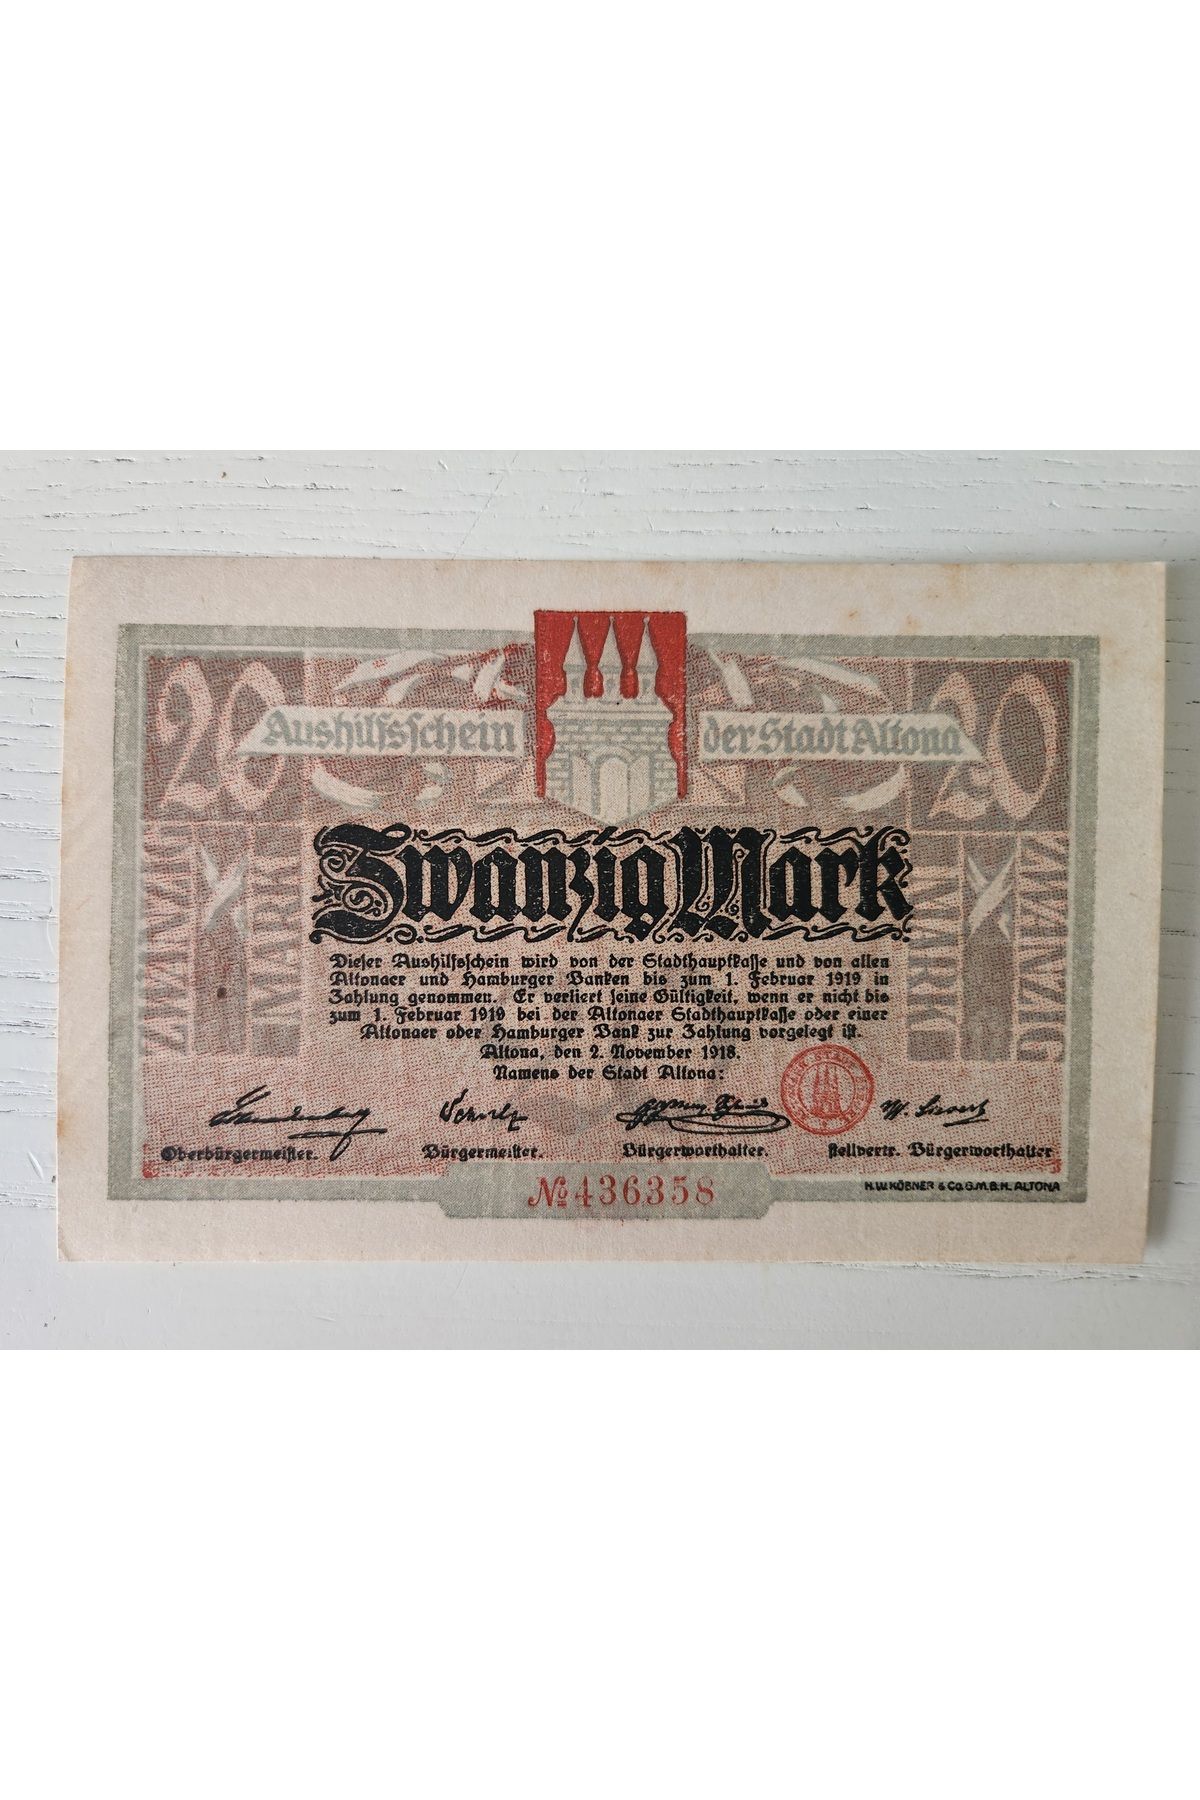 20 20
Aushilfsschein der Stadt Altona
ZWANZIG MARK MARK ZWANZIG
Zwanzig Mark
Dieser Aushilfsschein wird von der Stadthauptkasse und von allen
Altonaer und Hamburger Banken bis zum 1. Februar 1919 in
Zahlung genommen. Er verliert seine Gültigkeit, wenn er nicht bis
zum 1. Februar 1919 bei der Altonaer Stadthauptkasse oder einer
Altonaer oder Hamburger Bank zur Zahlung vorgelegt ist.
Altona, den 2. November 1918.
Namens der Stadt Altona:
Oberbürgermeister. Bürgermeister. Bürgerworthalter. stellvertr. Bürgerworthalter
№ 436358
H.W. KÖBNER & CO. G.M.B.H. ALTONA